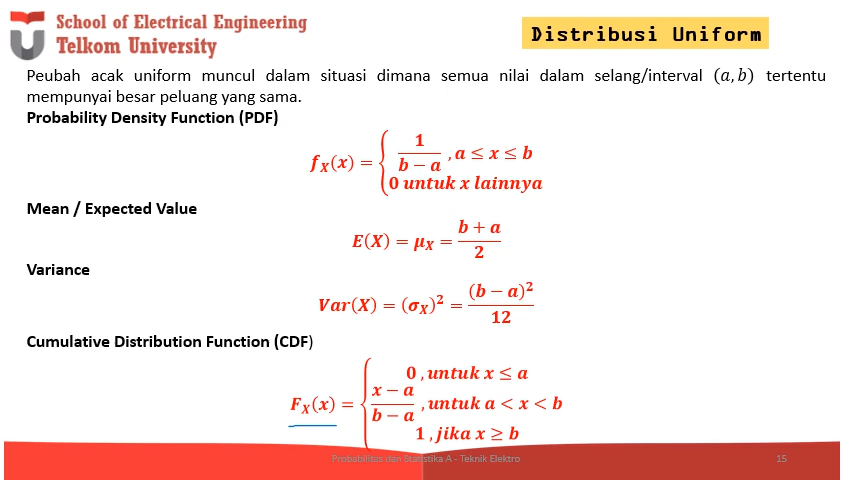 School of Electrical Engineering
Telkom University
Distribusi Uniform
Peubah acak uniform muncul dalam situasi dimana semua nilai dalam selang/interval (a, b) tertentu
mempunyai besar peluang yang sama.
Probability Density Function (PDF)
f_X(x) = { 1/(b − a) , a ≤ x ≤ b
0 untuk x lainnya
Mean / Expected Value
E(X) = μ_X = (b + a)/2
Variance
Var(X) = (σ_X)² = (b − a)²/12
Cumulative Distribution Function (CDF)
0 , untuk x ≤ a
F_X(x) = { (x − a)/(b − a) , untuk a < x < b
1 , jika x ≥ b
Probabilitas dan Statistika A - Teknik Elektro
15